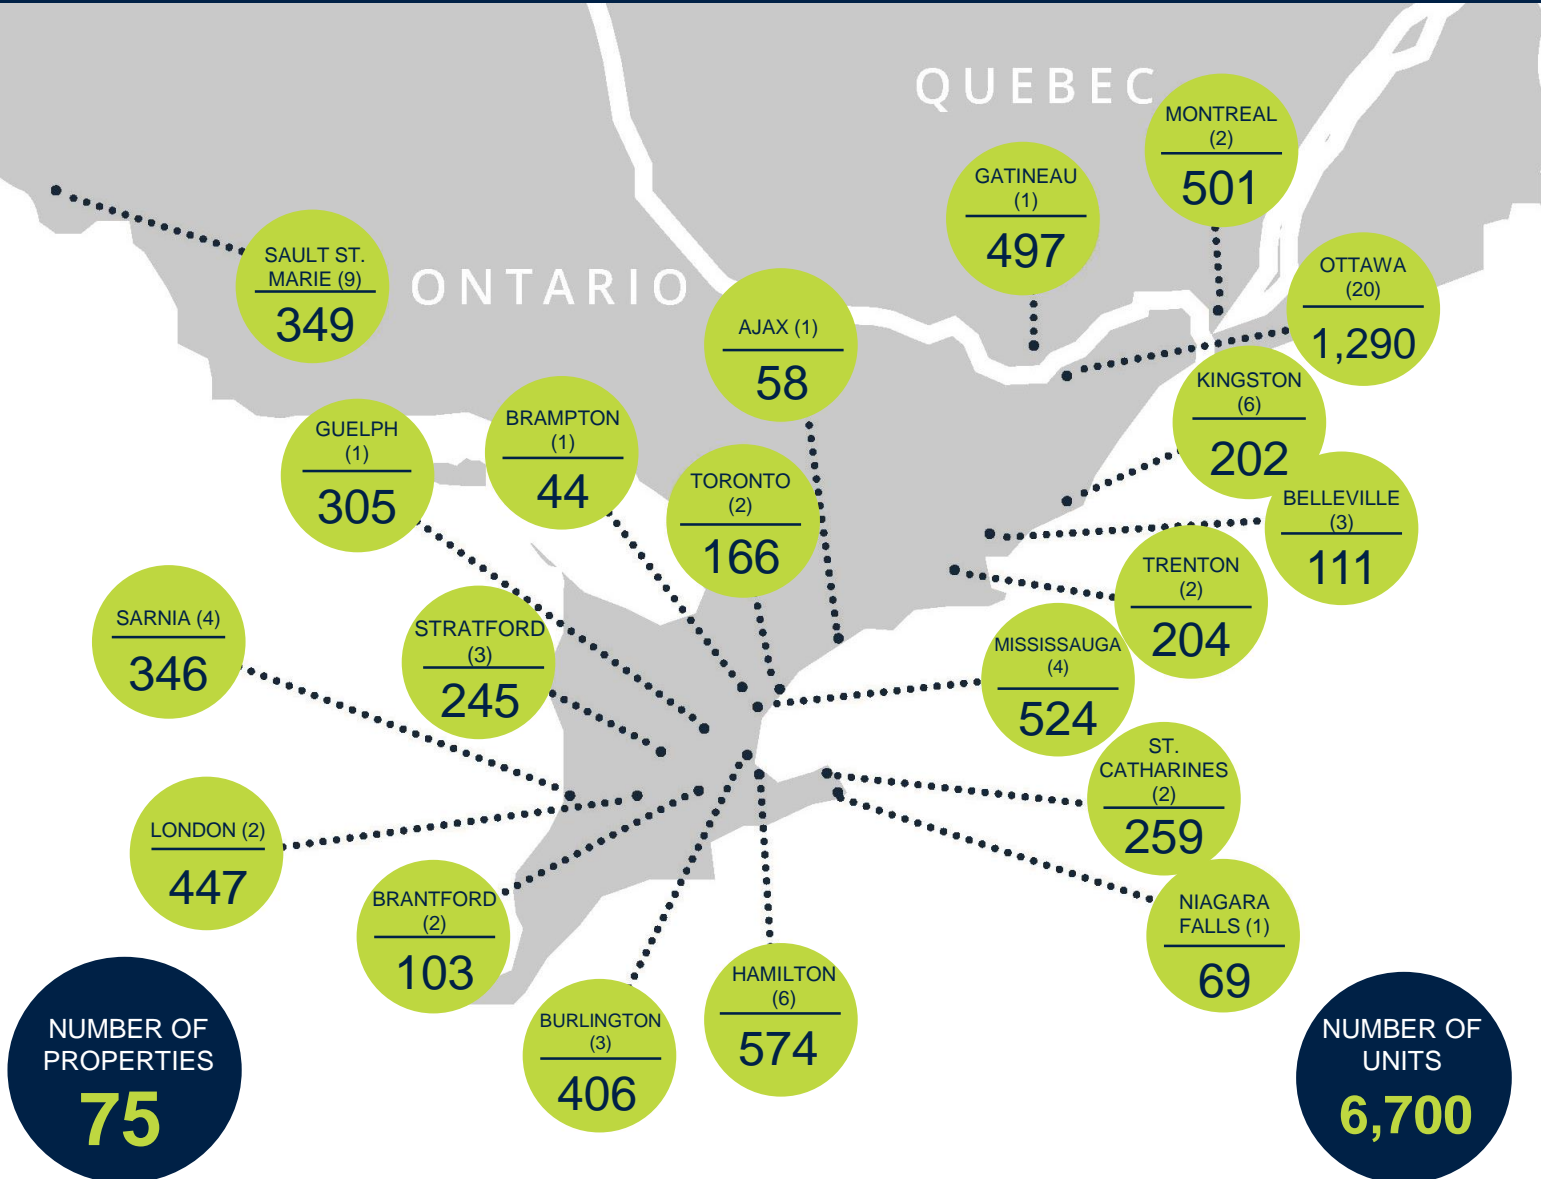 QUEBEC
MONTREAL
(2)
501
GATINEAU
(1)
497
SAULT ST.
MARIE (9)
349
ONTARIO
OTTAWA
(20)
1,290
AJAX (1)
58
KINGSTON
(6)
202
GUELPH
(1)
305
BRAMPTON
(1)
44
TORONTO
(2)
166
BELLEVILLE
(3)
111
TRENTON
(2)
204
SARNIA (4)
346
STRATFORD
(3)
245
MISSISSAUGA
(4)
524
ST.
CATHARINES
(2)
259
LONDON (2)
447
BRANTFORD
(2)
103
NIAGARA
FALLS (1)
69
HAMILTON
(6)
574
BURLINGTON
(3)
406
NUMBER OF
PROPERTIES
75
NUMBER OF
UNITS
6,700